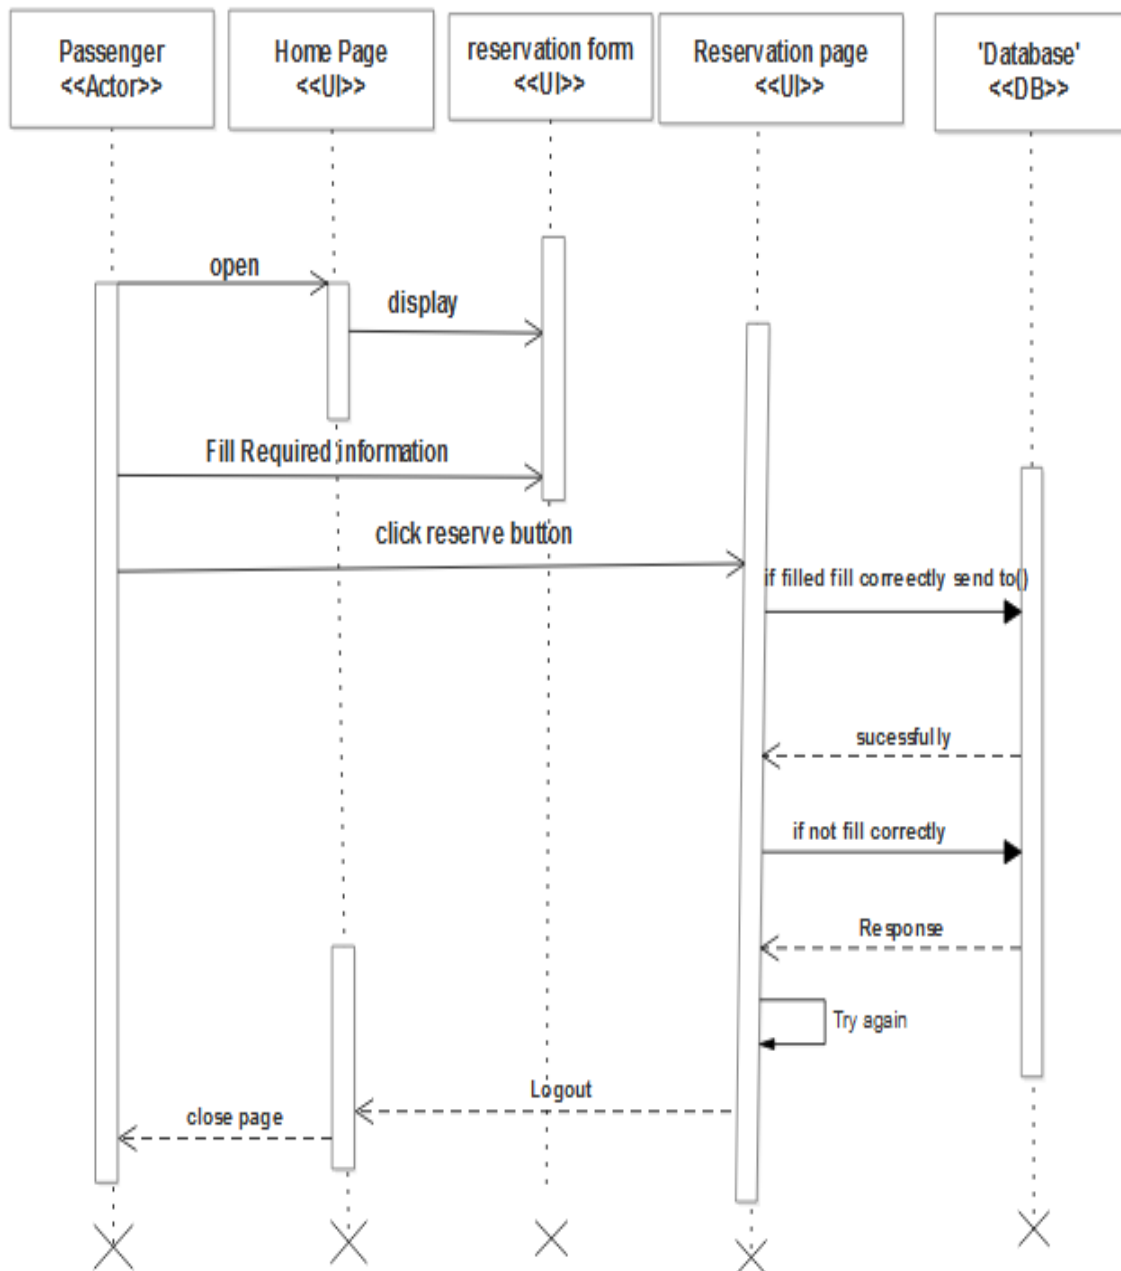 Passenger
<<Actor>>
Home Page
<<UI>>
reservation form
<<UI>>
Reservation page
<<UI>>
'Database'
<<DB>>
open
display
Fill Required information
click reserve button
if filled fill correectly send to()
sucessfully
if not fill correctly
Response
Try again
Logout
close page